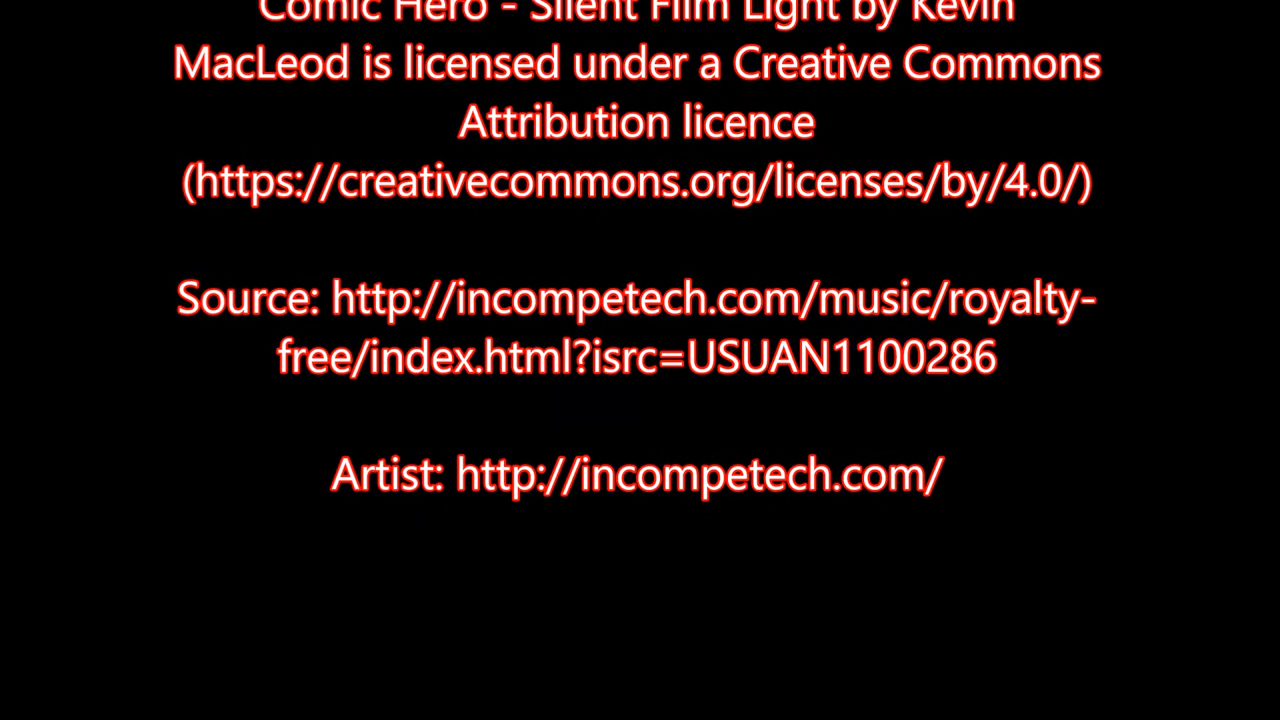 Comic Hero - Silent Film Light by Kevin
MacLeod is licensed under a Creative Commons
Attribution licence
(https://creativecommons.org/licenses/by/4.0/)
Source: http://incompetech.com/music/royalty-
free/index.html?isrc=USUAN1100286
Artist: http://incompetech.com/